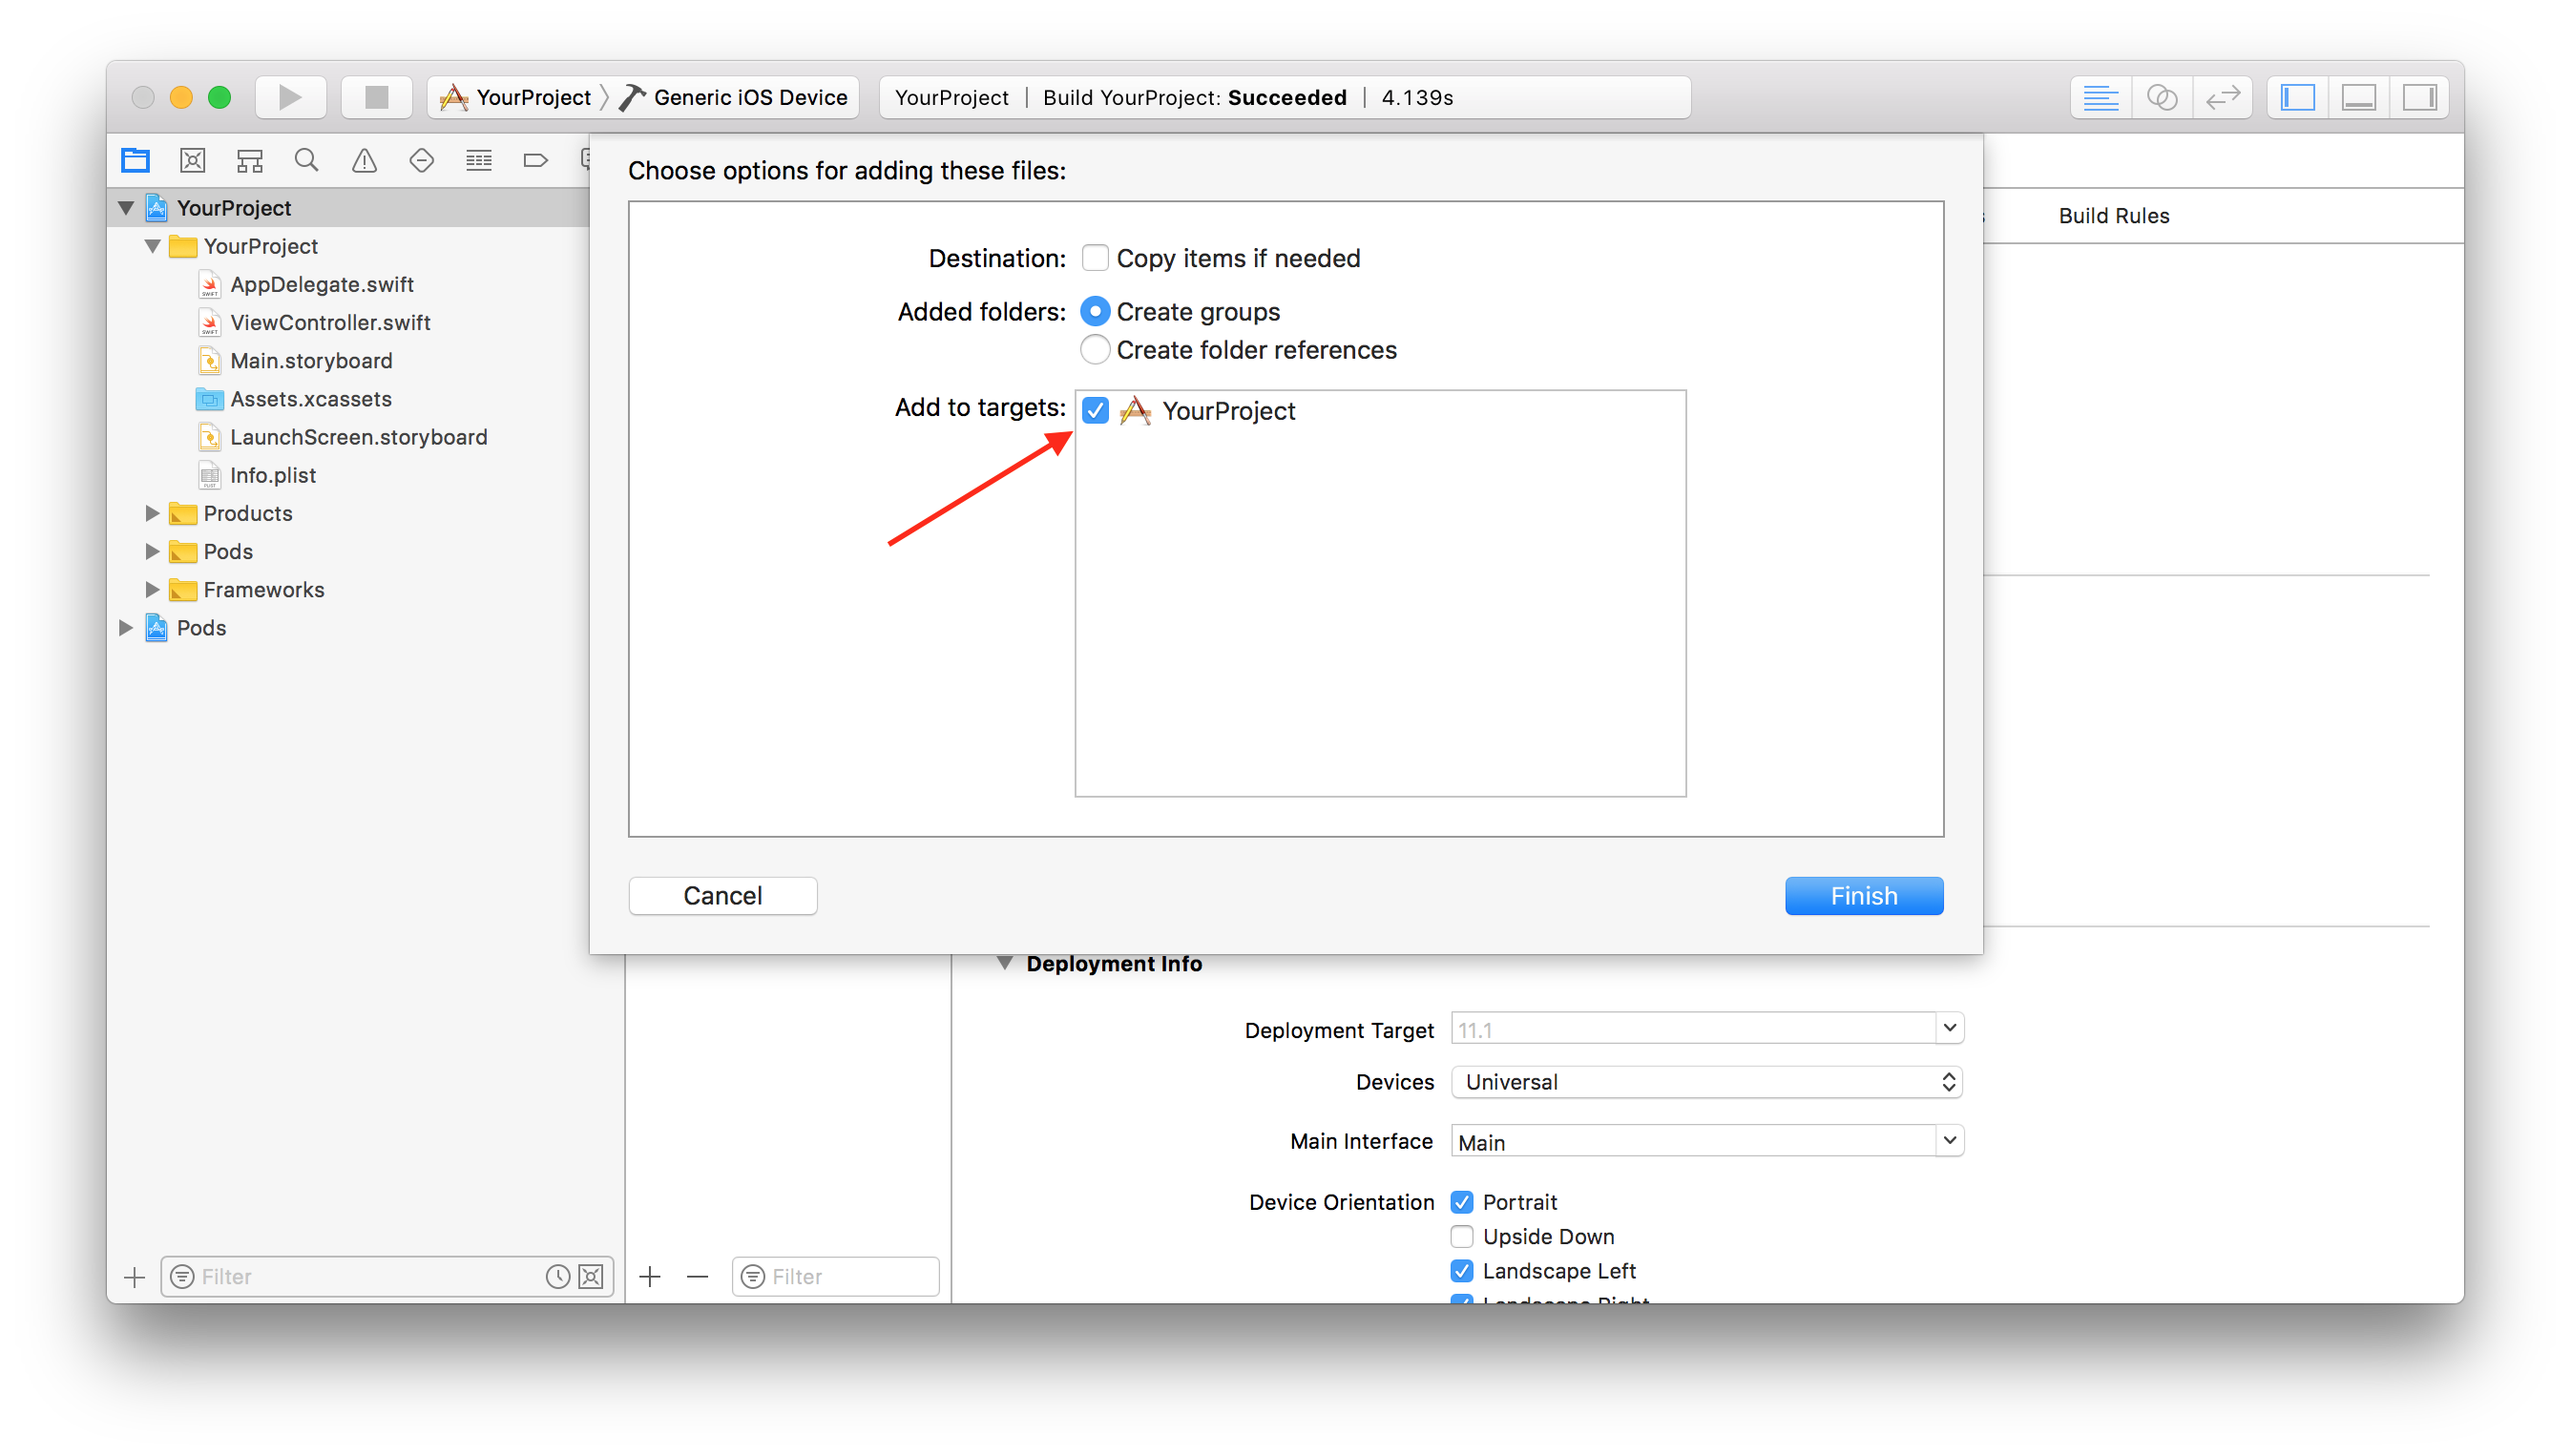 YourProject Generic iOS Device
YourProject | Build YourProject: Succeeded | 4.139s
Choose options for adding these files:
Build Rules
YourProject
YourProject
AppDelegate.swift
ViewController.swift
Main.storyboard
Assets.xcassets
LaunchScreen.storyboard
Info.plist
Products
Pods
Frameworks
Pods
Destination: Copy items if needed
Added folders: Create groups
Create folder references
Add to targets: YourProject
Cancel
Finish
Deployment Info
Deployment Target 11.1
Devices Universal
Main Interface Main
Device Orientation Portrait
Upside Down
Landscape Left
Landscape Right
Filter
Filter